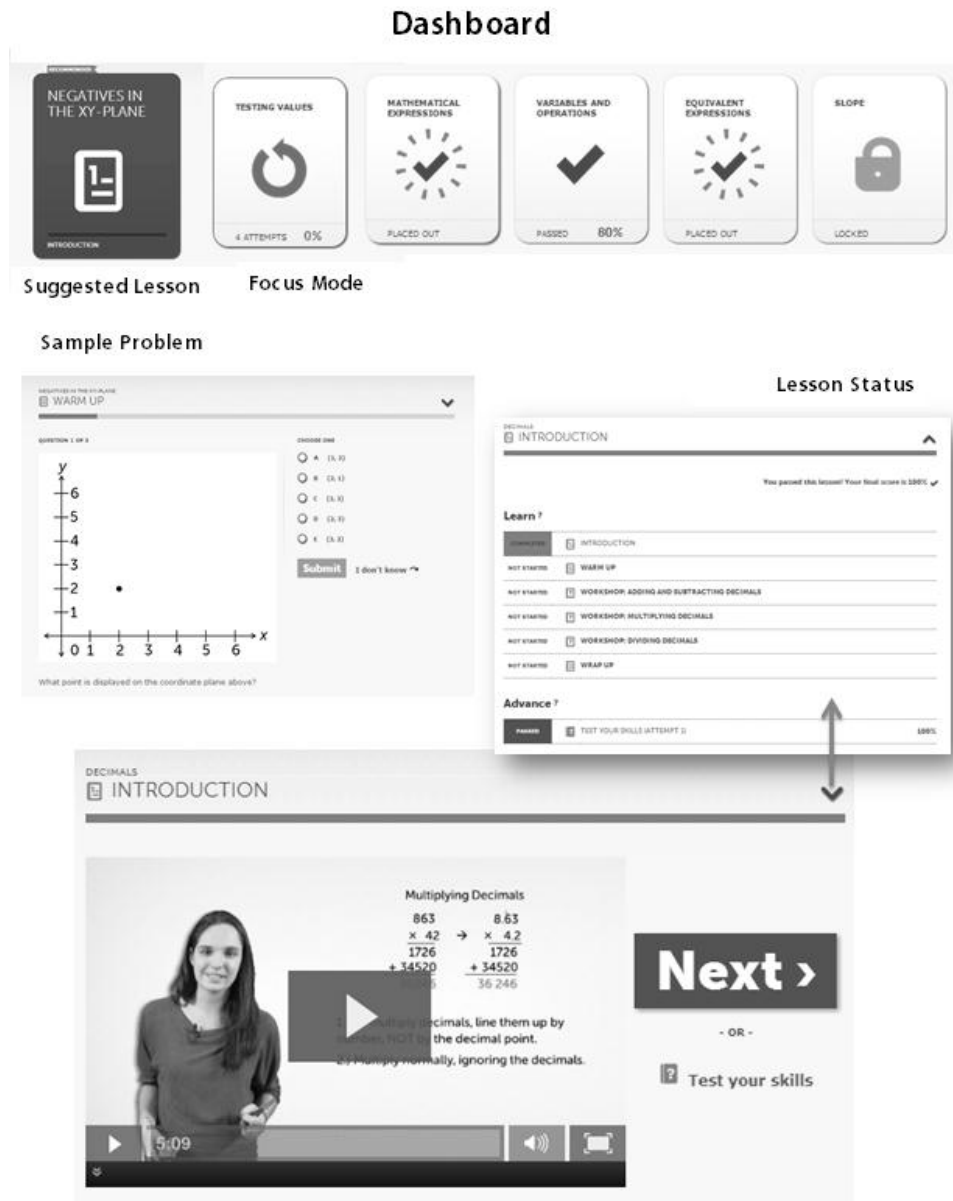 Dashboard
RECOMMENDED
NEGATIVES IN
THE XY-PLANE
INTRODUCTION
TESTING VALUES
4 ATTEMPTS 0%
MATHEMATICAL
EXPRESSIONS
PLACED OUT
VARIABLES AND
OPERATIONS
PASSED 80%
EQUIVALENT
EXPRESSIONS
PLACED OUT
SLOPE
LOCKED
Suggested Lesson
Focus Mode
Sample Problem
NEGATIVES IN THE XY-PLANE
WARM UP
QUESTION 1 OF 5
CHOOSE ONE
A
B
C
D
E
Submit I don't know
y
6
5
4
3
2
1
0 1 2 3 4 5 6 x
What point is displayed on the coordinate plane above?
Lesson Status
DECIMALS
INTRODUCTION
You passed this lesson! Your final score is 100%
Learn ?
COMPLETED INTRODUCTION
NOT STARTED WARM UP
NOT STARTED WORKSHOP: ADDING AND SUBTRACTING DECIMALS
NOT STARTED WORKSHOP: MULTIPLYING DECIMALS
NOT STARTED WORKSHOP: DIVIDING DECIMALS
NOT STARTED WRAP UP
Advance ?
PASSED TEST YOUR SKILLS (ATTEMPT 1) 100%
DECIMALS
INTRODUCTION
Multiplying Decimals
863 8.63
× 42 → × 4.2
1726 1726
+ 34520 + 34520
36 246
decimals, line them up by
NOT the decimal point.
2.) Multiply normally, ignoring the decimals.
5:09
Next ›
- OR -
Test your skills